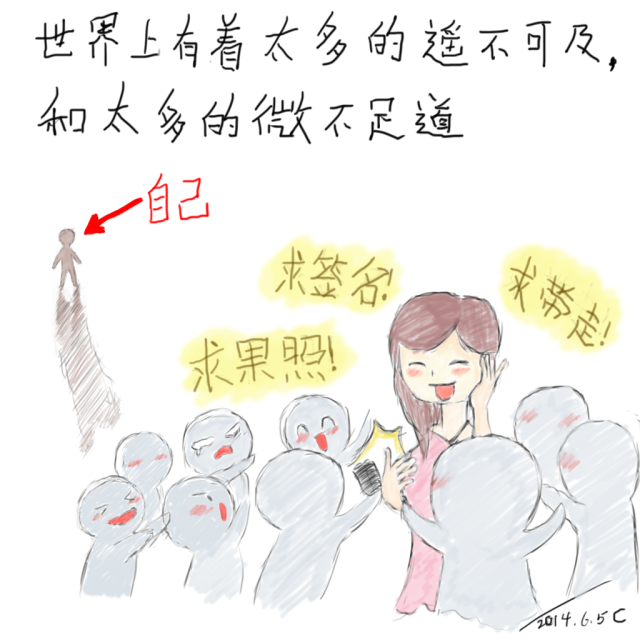 世界上有着太多的遥不可及,
和太多的微不足道
自己
求签名!
求带走!
求果照!
2014.6.5 C